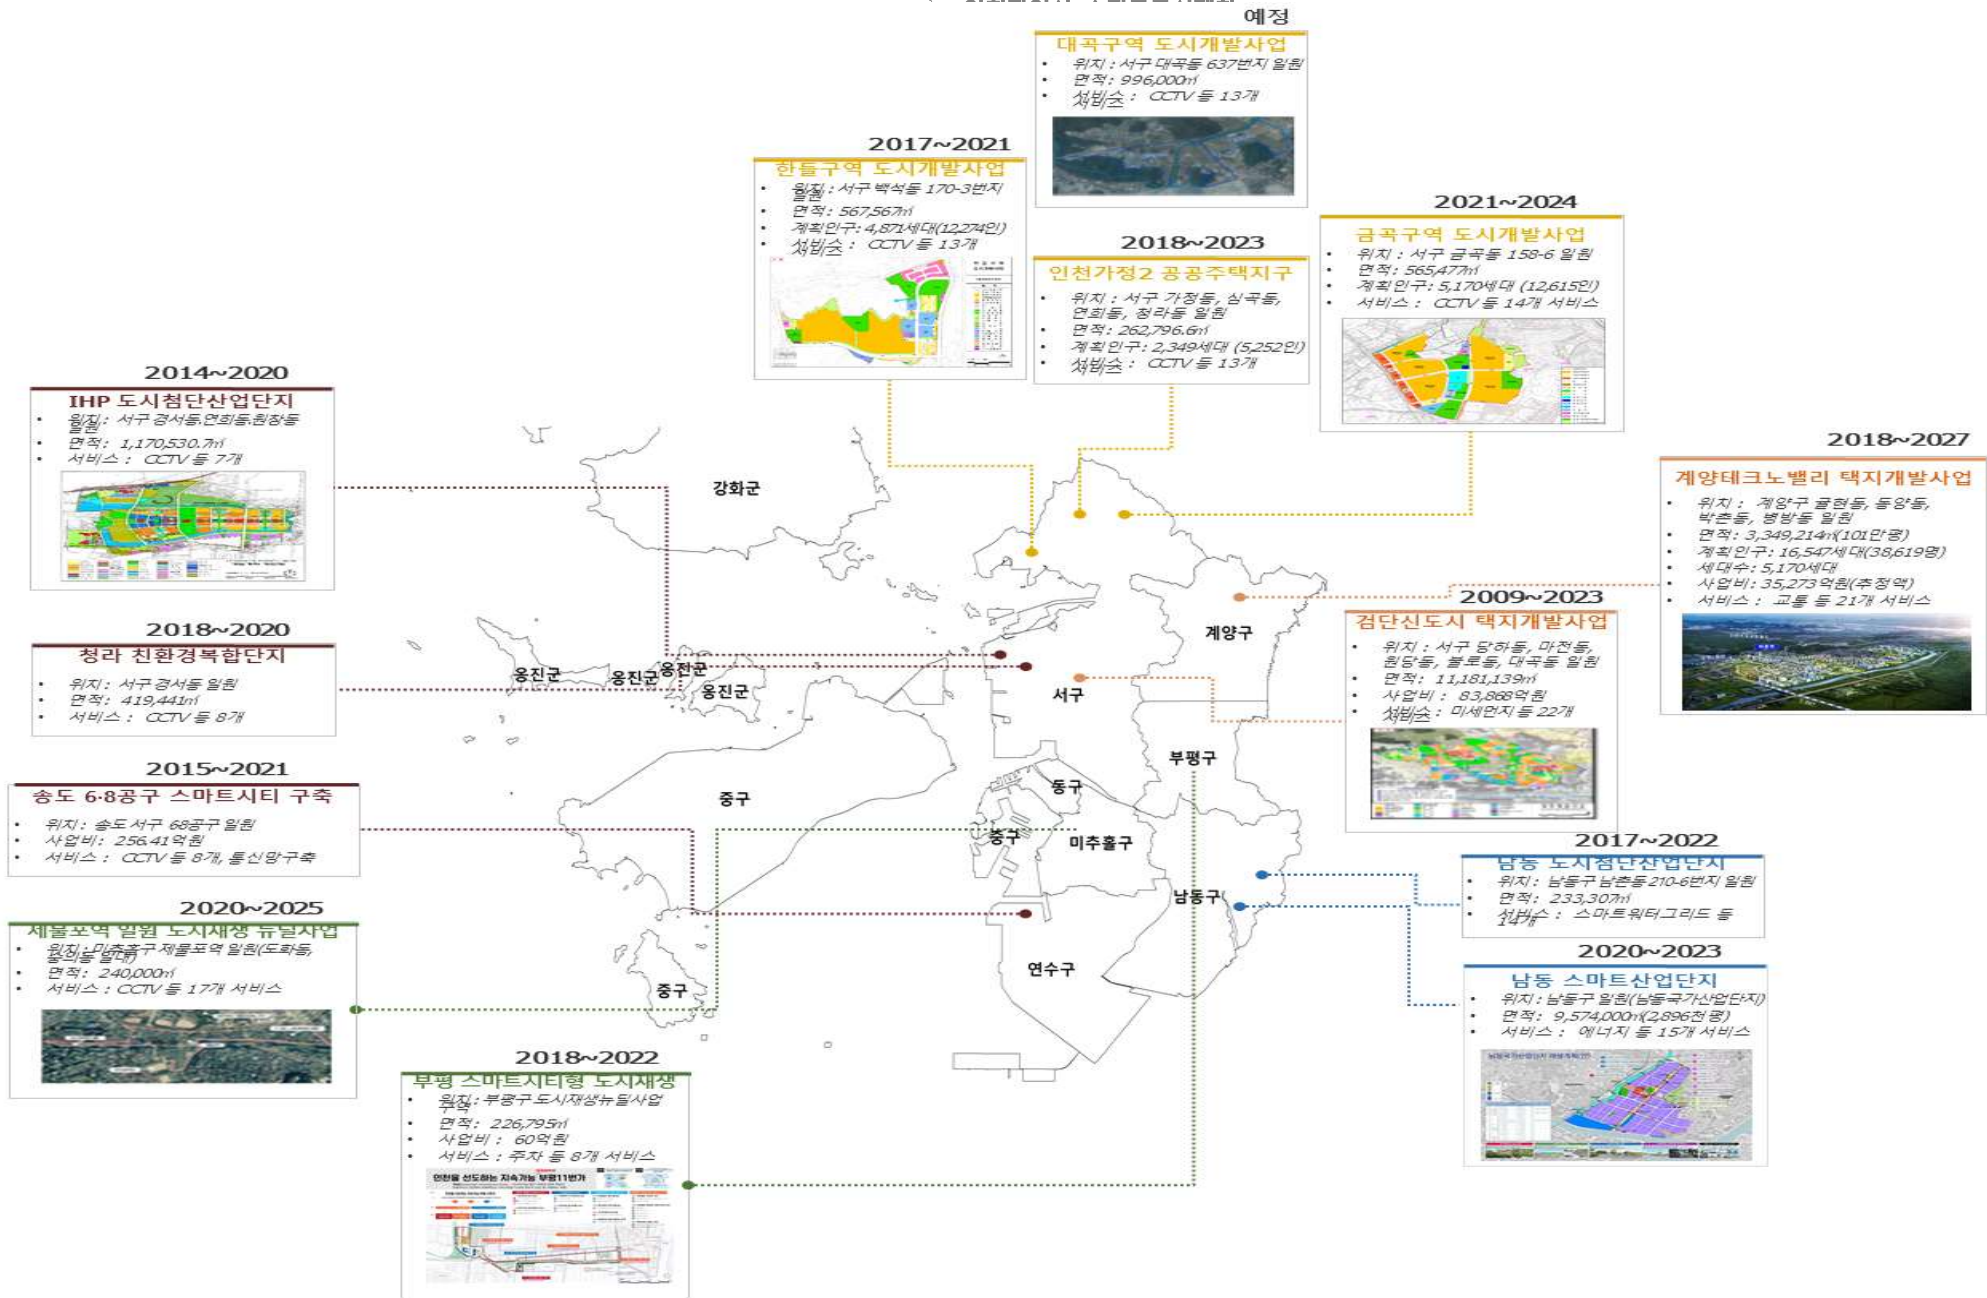 예정
대곡구역 도시개발사업
• 위치 : 서구 대곡동 637번지 일원
• 면적 : 996,000㎡
• 서비스 : CCTV 등 13개
서비스
2017~2021
한들구역 도시개발사업
• 위치 : 서구 백석동 170-3번지
일원
• 면적 : 567,567㎡
• 계획인구 : 4,871세대(12,274인)
• 서비스 : CCTV 등 13개
서비스
2018~2023
인천가정2 공공주택지구
• 위치 : 서구 가정동, 심곡동,
연희동, 청라동 일원
• 면적 : 262,796.6㎡
• 계획인구 : 2,349세대 (5,252인)
• 서비스 : CCTV 등 13개
서비스
2021~2024
금곡구역 도시개발사업
• 위치 : 서구 금곡동 158-6 일원
• 면적 : 565,477㎡
• 계획인구 : 5,170세대 (12,615인)
• 서비스 : CCTV 등 14개 서비스
2014~2020
IHP 도시첨단산업단지
• 위치 : 서구 경서동,연희동,원창동
일원
• 면적 : 1,170,530.7㎡
• 서비스 : CCTV 등 7개
2018~2027
계양테크노밸리 택지개발사업
• 위치 : 계양구 귤현동, 동양동,
박촌동, 병방동 일원
• 면적 : 3,349,214㎡(101만평)
• 계획인구 : 16,547세대(38,619명)
• 세대수 : 5,170세대
• 사업비 : 35,273억원(추정액)
• 서비스 : 교통 등 21개 서비스
2018~2020
청라 친환경복합단지
• 위치 : 서구 경서동 일원
• 면적 : 419,441㎡
• 서비스 : CCTV 등 8개
2009~2023
검단신도시 택지개발사업
• 위치 : 서구 당하동, 마전동,
원당동, 불로동, 대곡동 일원
• 면적 : 11,181,139㎡
• 사업비 : 83,868억원
• 서비스 : 미세먼지 등 22개
서비스
2015~2021
송도 6·8공구 스마트시티 구축
• 위치 : 송도 서구 68공구 일원
• 사업비 : 256.41억원
• 서비스 : CCTV 등 8개, 통신망구축
2017~2022
남동 도시첨단산업단지
• 위치 : 남동구 남촌동 210-6번지 일원
• 면적 : 233,307㎡
• 서비스 : 스마트워터그리드 등
14개
2020~2025
제물포역 일원 도시재생 뉴딜사업
• 위치 : 미추홀구 제물포역 일원(도화동,
숭의동 일대)
• 면적 : 240,000㎡
• 서비스 : CCTV 등 17개 서비스
2020~2023
남동 스마트산업단지
• 위치 : 남동구 일원(남동국가산업단지)
• 면적 : 9,574,000㎡(2,896천평)
• 서비스 : 에너지 등 15개 서비스
2018~2022
부평 스마트시티형 도시재생
• 위치 : 부평구 도시재생뉴딜사업
구역
• 면적 : 226,795㎡
• 사업비 : 60억원
• 서비스 : 주차 등 8개 서비스
인천을 선도하는 지속가능 부평11번가
강화군
계양구
옹진군
옹진군
옹진군
옹진군
서구
부평구
중구
동구
중구
미추홀구
남동구
연수구
중구